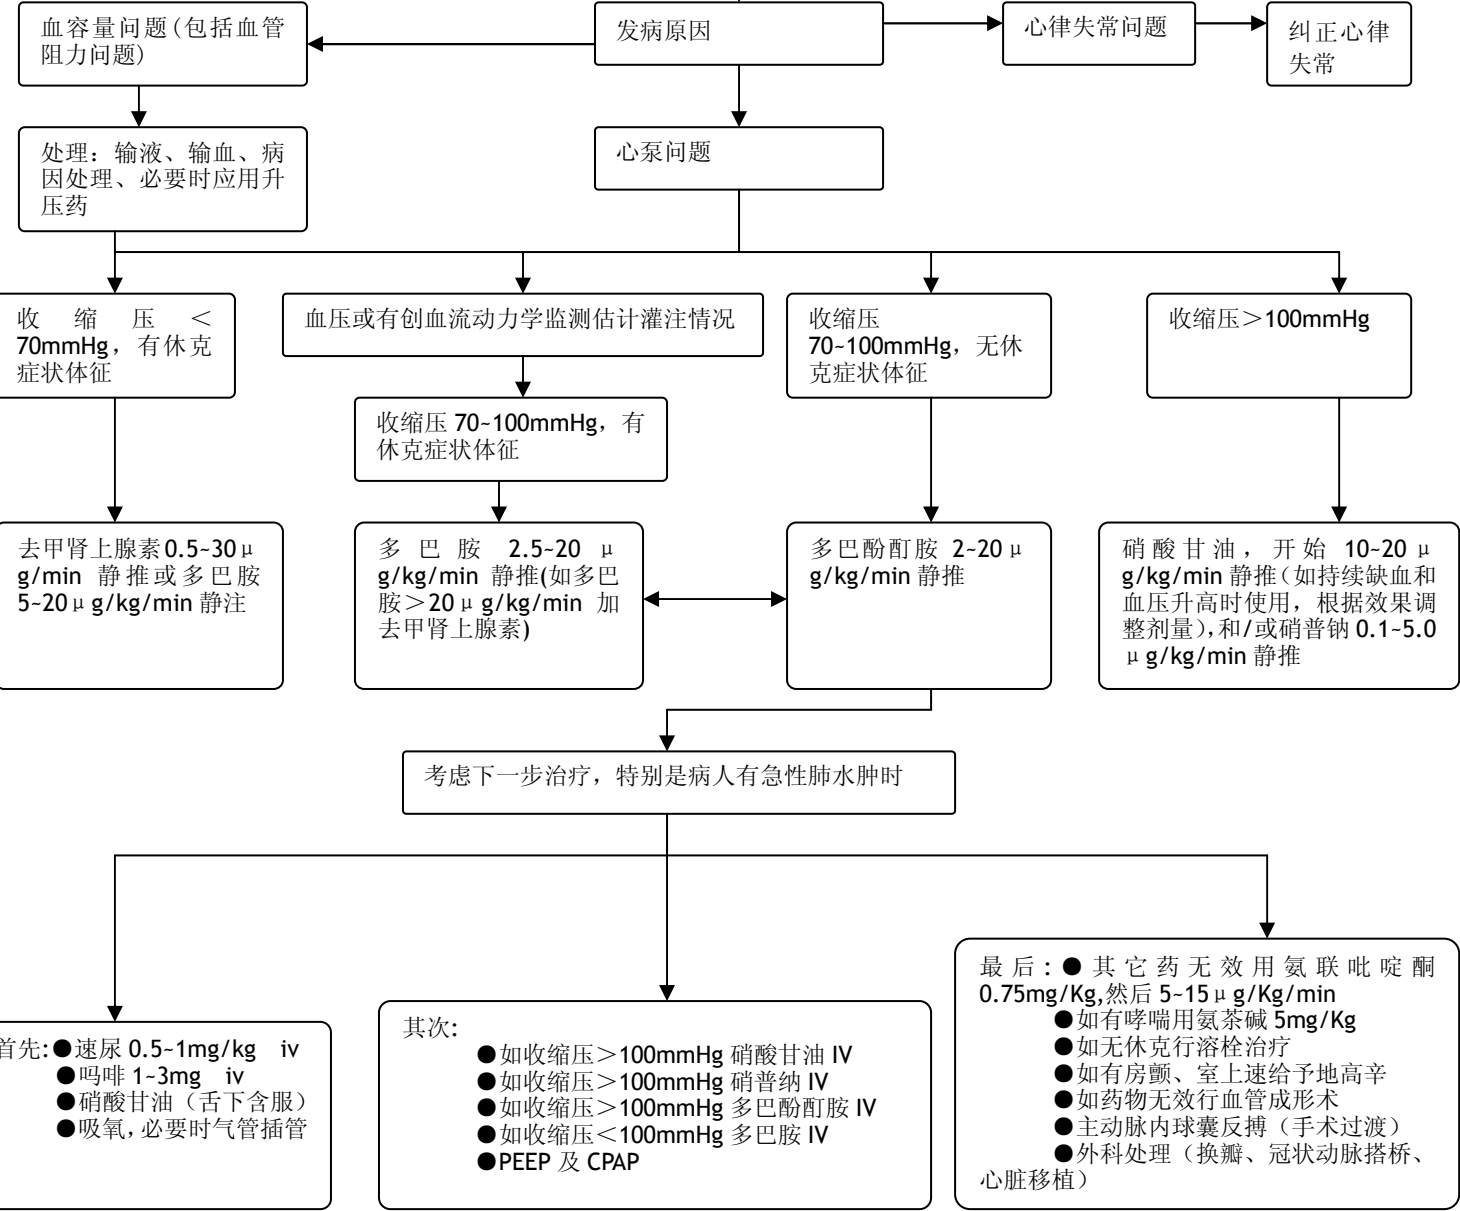 血容量问题(包括血管
阻力问题)
发病原因
心律失常问题
纠正心律
失常
处理：输液、输血、病
因处理、必要时应用升
压药
心泵问题
收缩压＜
70mmHg，有休克
症状体征
血压或有创血流动力学监测估计灌注情况
收缩压
70~100mmHg，无休
克症状体征
收缩压＞100mmHg
收缩压 70~100mmHg，有
休克症状体征
去甲肾上腺素0.5~30μ
g/min 静推或多巴胺
5~20μg/kg/min 静注
多巴胺 2.5~20 μ
g/kg/min 静推(如多巴
胺＞20μg/kg/min 加
去甲肾上腺素)
多巴酚酊胺 2~20μ
g/kg/min 静推
硝酸甘油，开始 10~20 μ
g/kg/min 静推（如持续缺血和
血压升高时使用，根据效果调
整剂量），和/或硝普钠 0.1~5.0
μg/kg/min 静推
考虑下一步治疗，特别是病人有急性肺水肿时
首先:●速尿 0.5~1mg/kg iv
●吗啡 1~3mg iv
●硝酸甘油（舌下含服）
●吸氧，必要时气管插管
其次:
●如收缩压＞100mmHg 硝酸甘油 IV
●如收缩压＞100mmHg 硝普纳 IV
●如收缩压＞100mmHg 多巴酚酊胺 IV
●如收缩压＜100mmHg 多巴胺 IV
●PEEP 及 CPAP
最后：●其它药无效用氨联吡啶酮
0.75mg/Kg,然后 5~15μg/Kg/min
●如有哮喘用氨茶碱 5mg/Kg
●如无休克行溶栓治疗
●如有房颤、室上速给予地高辛
●如药物无效行血管成形术
●主动脉内球囊反搏（手术过渡）
●外科处理（换瓣、冠状动脉搭桥、
心脏移植）